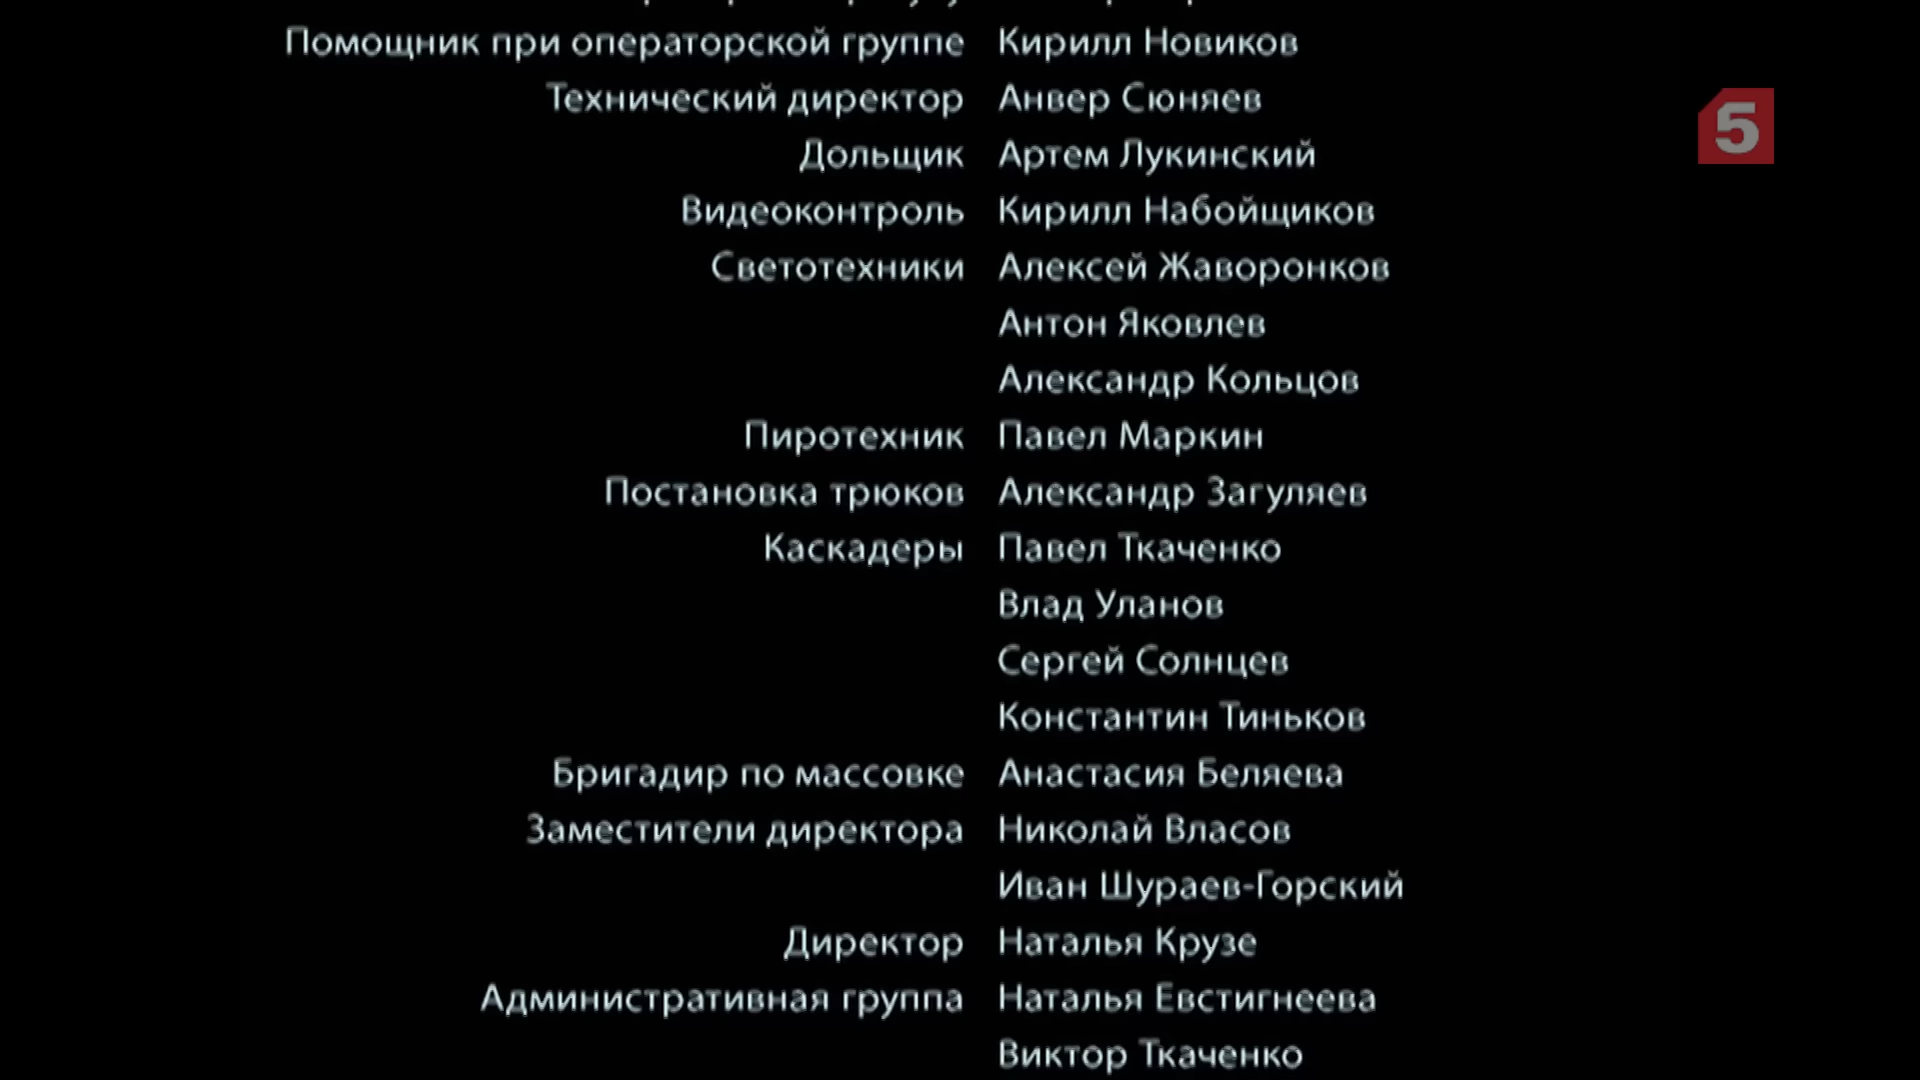 Помощник при операторской группе Кирилл Новиков
Технический директор Анвер Сюняев
Дольщик Артем Лукинский
Видеоконтроль Кирилл Набойщиков
Светотехники Алексей Жаворонков
Антон Яковлев
Александр Кольцов
Пиротехник Павел Маркин
Постановка трюков Александр Загуляев
Каскадеры Павел Ткаченко
Влад Уланов
Сергей Солнцев
Константин Тиньков
Бригадир по массовке Анастасия Беляева
Заместители директора Николай Власов
Иван Шураев-Горский
Директор Наталья Крузе
Административная группа Наталья Евстигнеева
Виктор Ткаченко
5